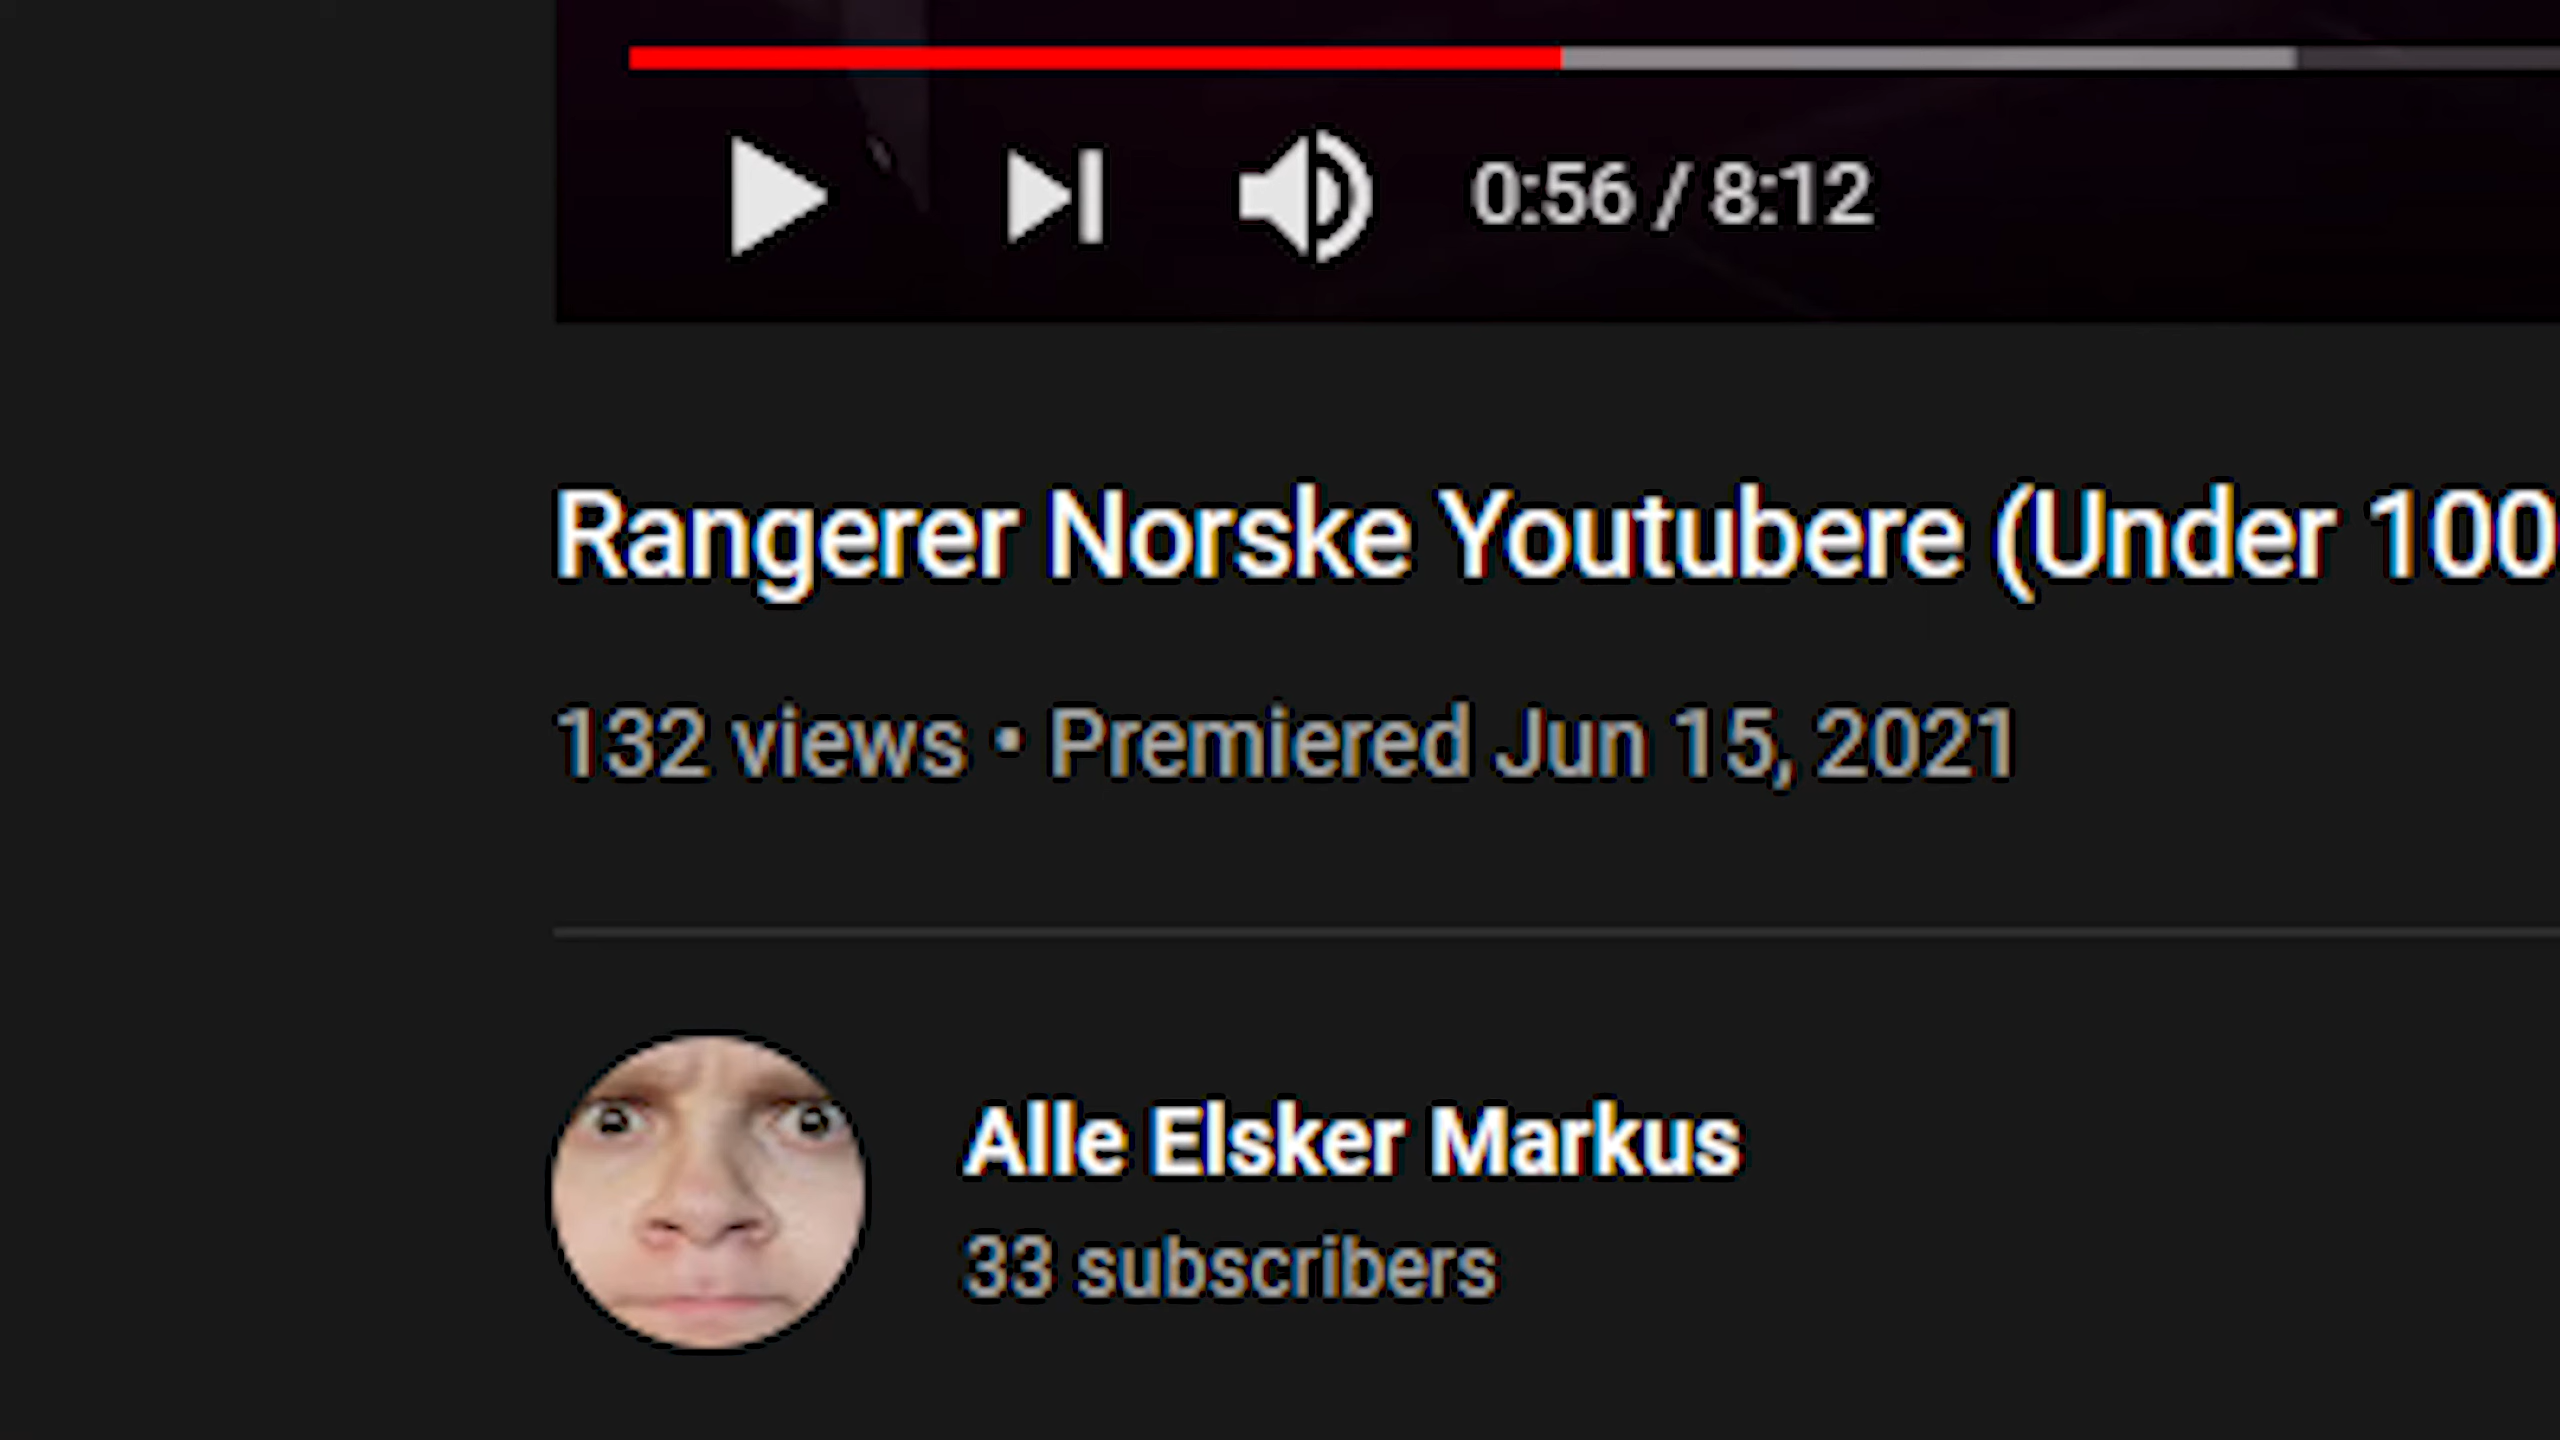 0:56 / 8:12
Rangerer Norske Youtubere (Under 100
132 views • Premiered Jun 15, 2021
Alle Elsker Markus
33 subscribers